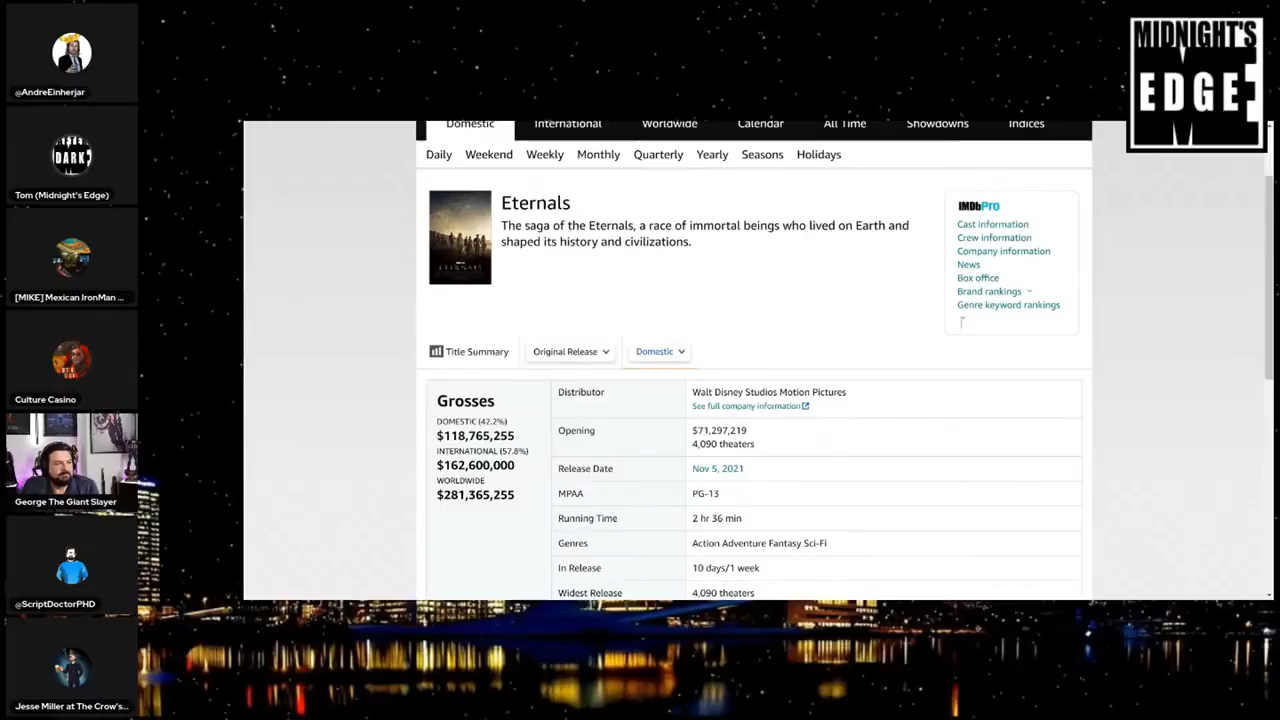 @AndreEinherjar
AFTER
DARK
Tom (Midnight's Edge)
[MIKE] Mexican IronMan ...
Culture Casino
George The Giant Slayer
@ScriptDoctorPHD
Jesse Miller at The Crow's...
MIDNIGHT'S
EDGE
Domestic International Worldwide Calendar All Time Showdowns Indices
Daily Weekend Weekly Monthly Quarterly Yearly Seasons Holidays
ETERNALS
Eternals
The saga of the Eternals, a race of immortal beings who lived on Earth and
shaped its history and civilizations.
IMDbPro
Cast information
Crew information
Company information
News
Box office
Brand rankings
Genre keyword rankings
Title Summary Original Release Domestic
Grosses
DOMESTIC (42.2%)
$118,765,255
INTERNATIONAL (57.8%)
$162,600,000
WORLDWIDE
$281,365,255
Distributor Walt Disney Studios Motion Pictures
See full company information
Opening $71,297,219
4,090 theaters
Release Date Nov 5, 2021
MPAA PG-13
Running Time 2 hr 36 min
Genres Action Adventure Fantasy Sci-Fi
In Release 10 days/1 week
Widest Release 4,090 theaters